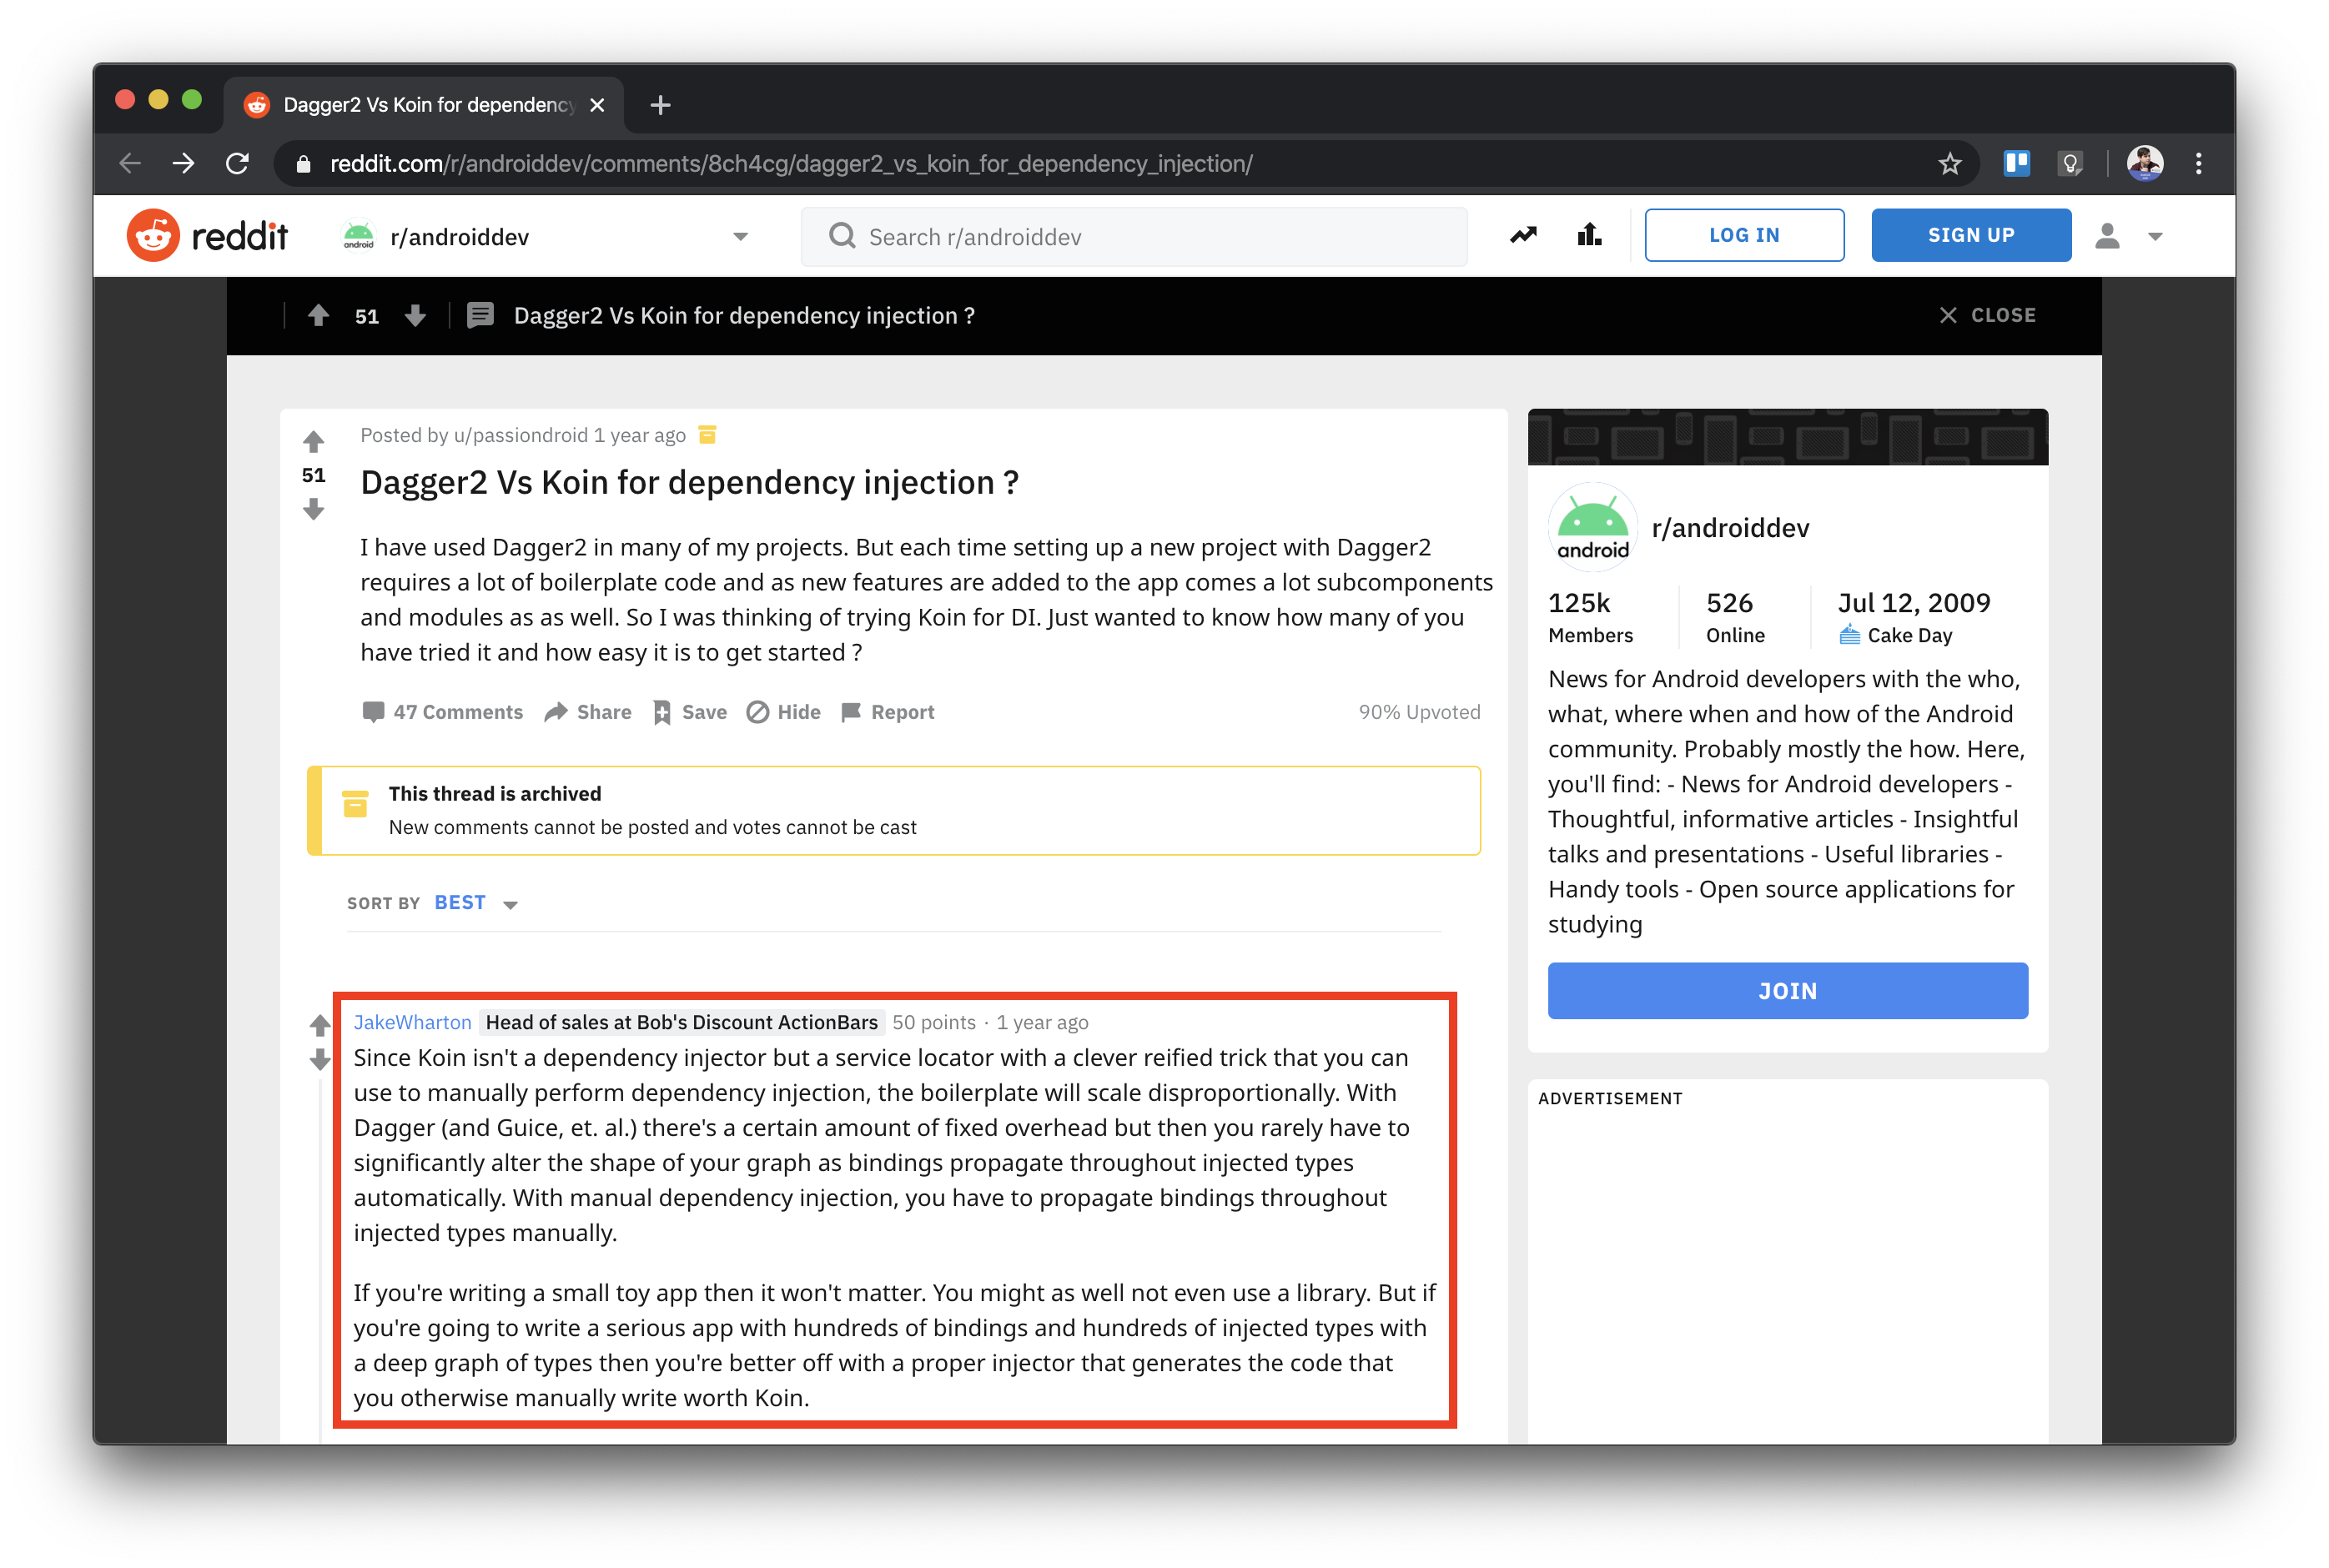 Dagger2 Vs Koin for dependency
reddit.com/r/androiddev/comments/8ch4cg/dagger2_vs_koin_for_dependency_injection/
reddit
android
r/androiddev
Search r/androiddev
LOG IN
SIGN UP
51
Dagger2 Vs Koin for dependency injection ?
CLOSE
Posted by u/passiondroid 1 year ago
51
Dagger2 Vs Koin for dependency injection ?
I have used Dagger2 in many of my projects. But each time setting up a new project with Dagger2
requires a lot of boilerplate code and as new features are added to the app comes a lot subcomponents
and modules as as well. So I was thinking of trying Koin for DI. Just wanted to know how many of you
have tried it and how easy it is to get started ?
47 Comments
Share
Save
Hide
Report
90% Upvoted
This thread is archived
New comments cannot be posted and votes cannot be cast
SORT BY BEST
JakeWharton Head of sales at Bob's Discount ActionBars 50 points · 1 year ago
Since Koin isn't a dependency injector but a service locator with a clever reified trick that you can
use to manually perform dependency injection, the boilerplate will scale disproportionally. With
Dagger (and Guice, et. al.) there's a certain amount of fixed overhead but then you rarely have to
significantly alter the shape of your graph as bindings propagate throughout injected types
automatically. With manual dependency injection, you have to propagate bindings throughout
injected types manually.
If you're writing a small toy app then it won't matter. You might as well not even use a library. But if
you're going to write a serious app with hundreds of bindings and hundreds of injected types with
a deep graph of types then you're better off with a proper injector that generates the code that
you otherwise manually write worth Koin.
android
r/androiddev
125k
Members
526
Online
Jul 12, 2009
Cake Day
News for Android developers with the who,
what, where when and how of the Android
community. Probably mostly the how. Here,
you'll find: - News for Android developers -
Thoughtful, informative articles - Insightful
talks and presentations - Useful libraries -
Handy tools - Open source applications for
studying
JOIN
ADVERTISEMENT